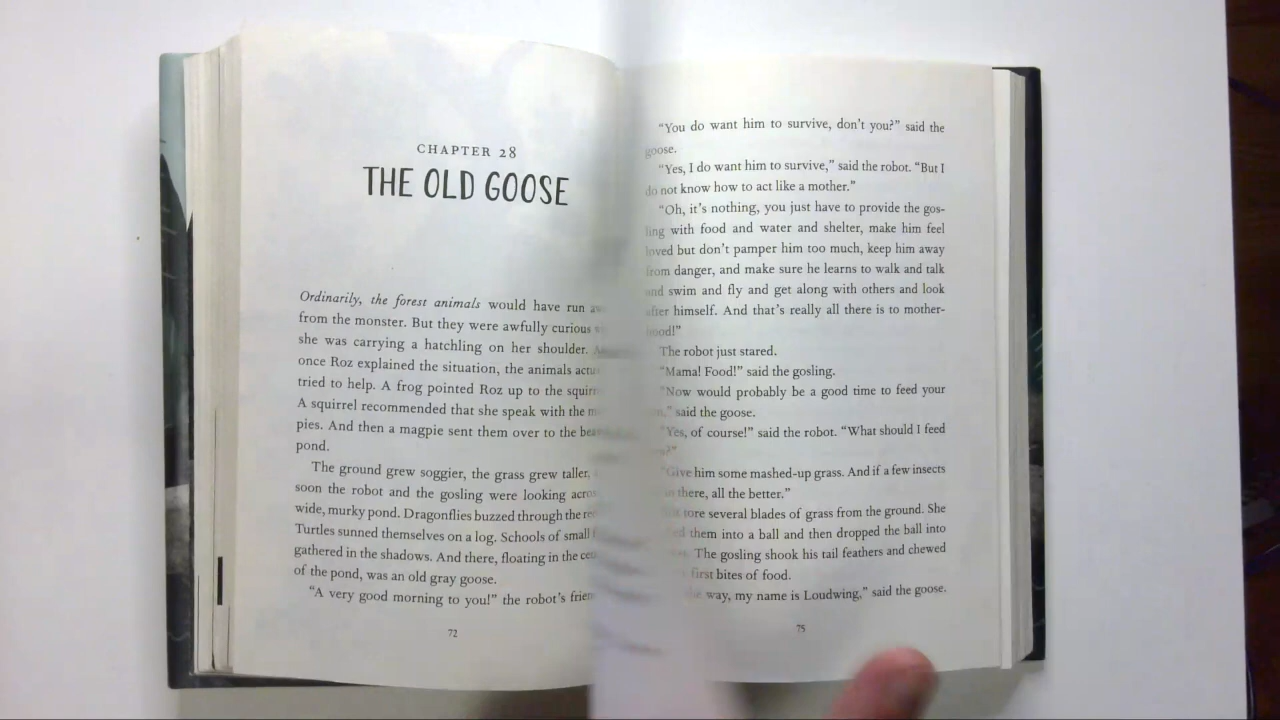 CHAPTER 28
THE OLD GOOSE
Ordinarily, the forest animals would have run
from the monster. But they were awfully curious
she was carrying a hatchling on her shoulder.
once Roz explained the situation, the animals
tried to help. A frog pointed Roz up to the
A squirrel recommended that she speak with the
pies. And then a magpie sent them over to the
pond.
The ground grew soggier, the grass grew taller,
soon the robot and the gosling were looking
wide, murky pond. Dragonflies buzzed through the
Turtles sunned themselves on a log. Schools of small
gathered in the shadows. And there, floating in the
of the pond, was an old gray goose.
“A very good morning to you!” the robot’s
72
“You do want him to survive, don’t you?” said the
goose.
“Yes, I do want him to survive,” said the robot. “But I
do not know how to act like a mother.”
“Oh, it’s nothing, you just have to provide the gos-
ling with food and water and shelter, make him feel
loved but don’t pamper him too much, keep him away
from danger, and make sure he learns to walk and talk
and swim and fly and get along with others and look
after himself. And that’s really all there is to mother-
hood!”
The robot just stared.
“Mama! Food!” said the gosling.
“Now would probably be a good time to feed your
said the goose.
“Yes, of course!” said the robot. “What should I feed
“Give him some mashed-up grass. And if a few insects
in there, all the better.”
tore several blades of grass from the ground. She
them into a ball and then dropped the ball into
The gosling shook his tail feathers and chewed
first bites of food.
way, my name is Loudwing,” said the goose.
75